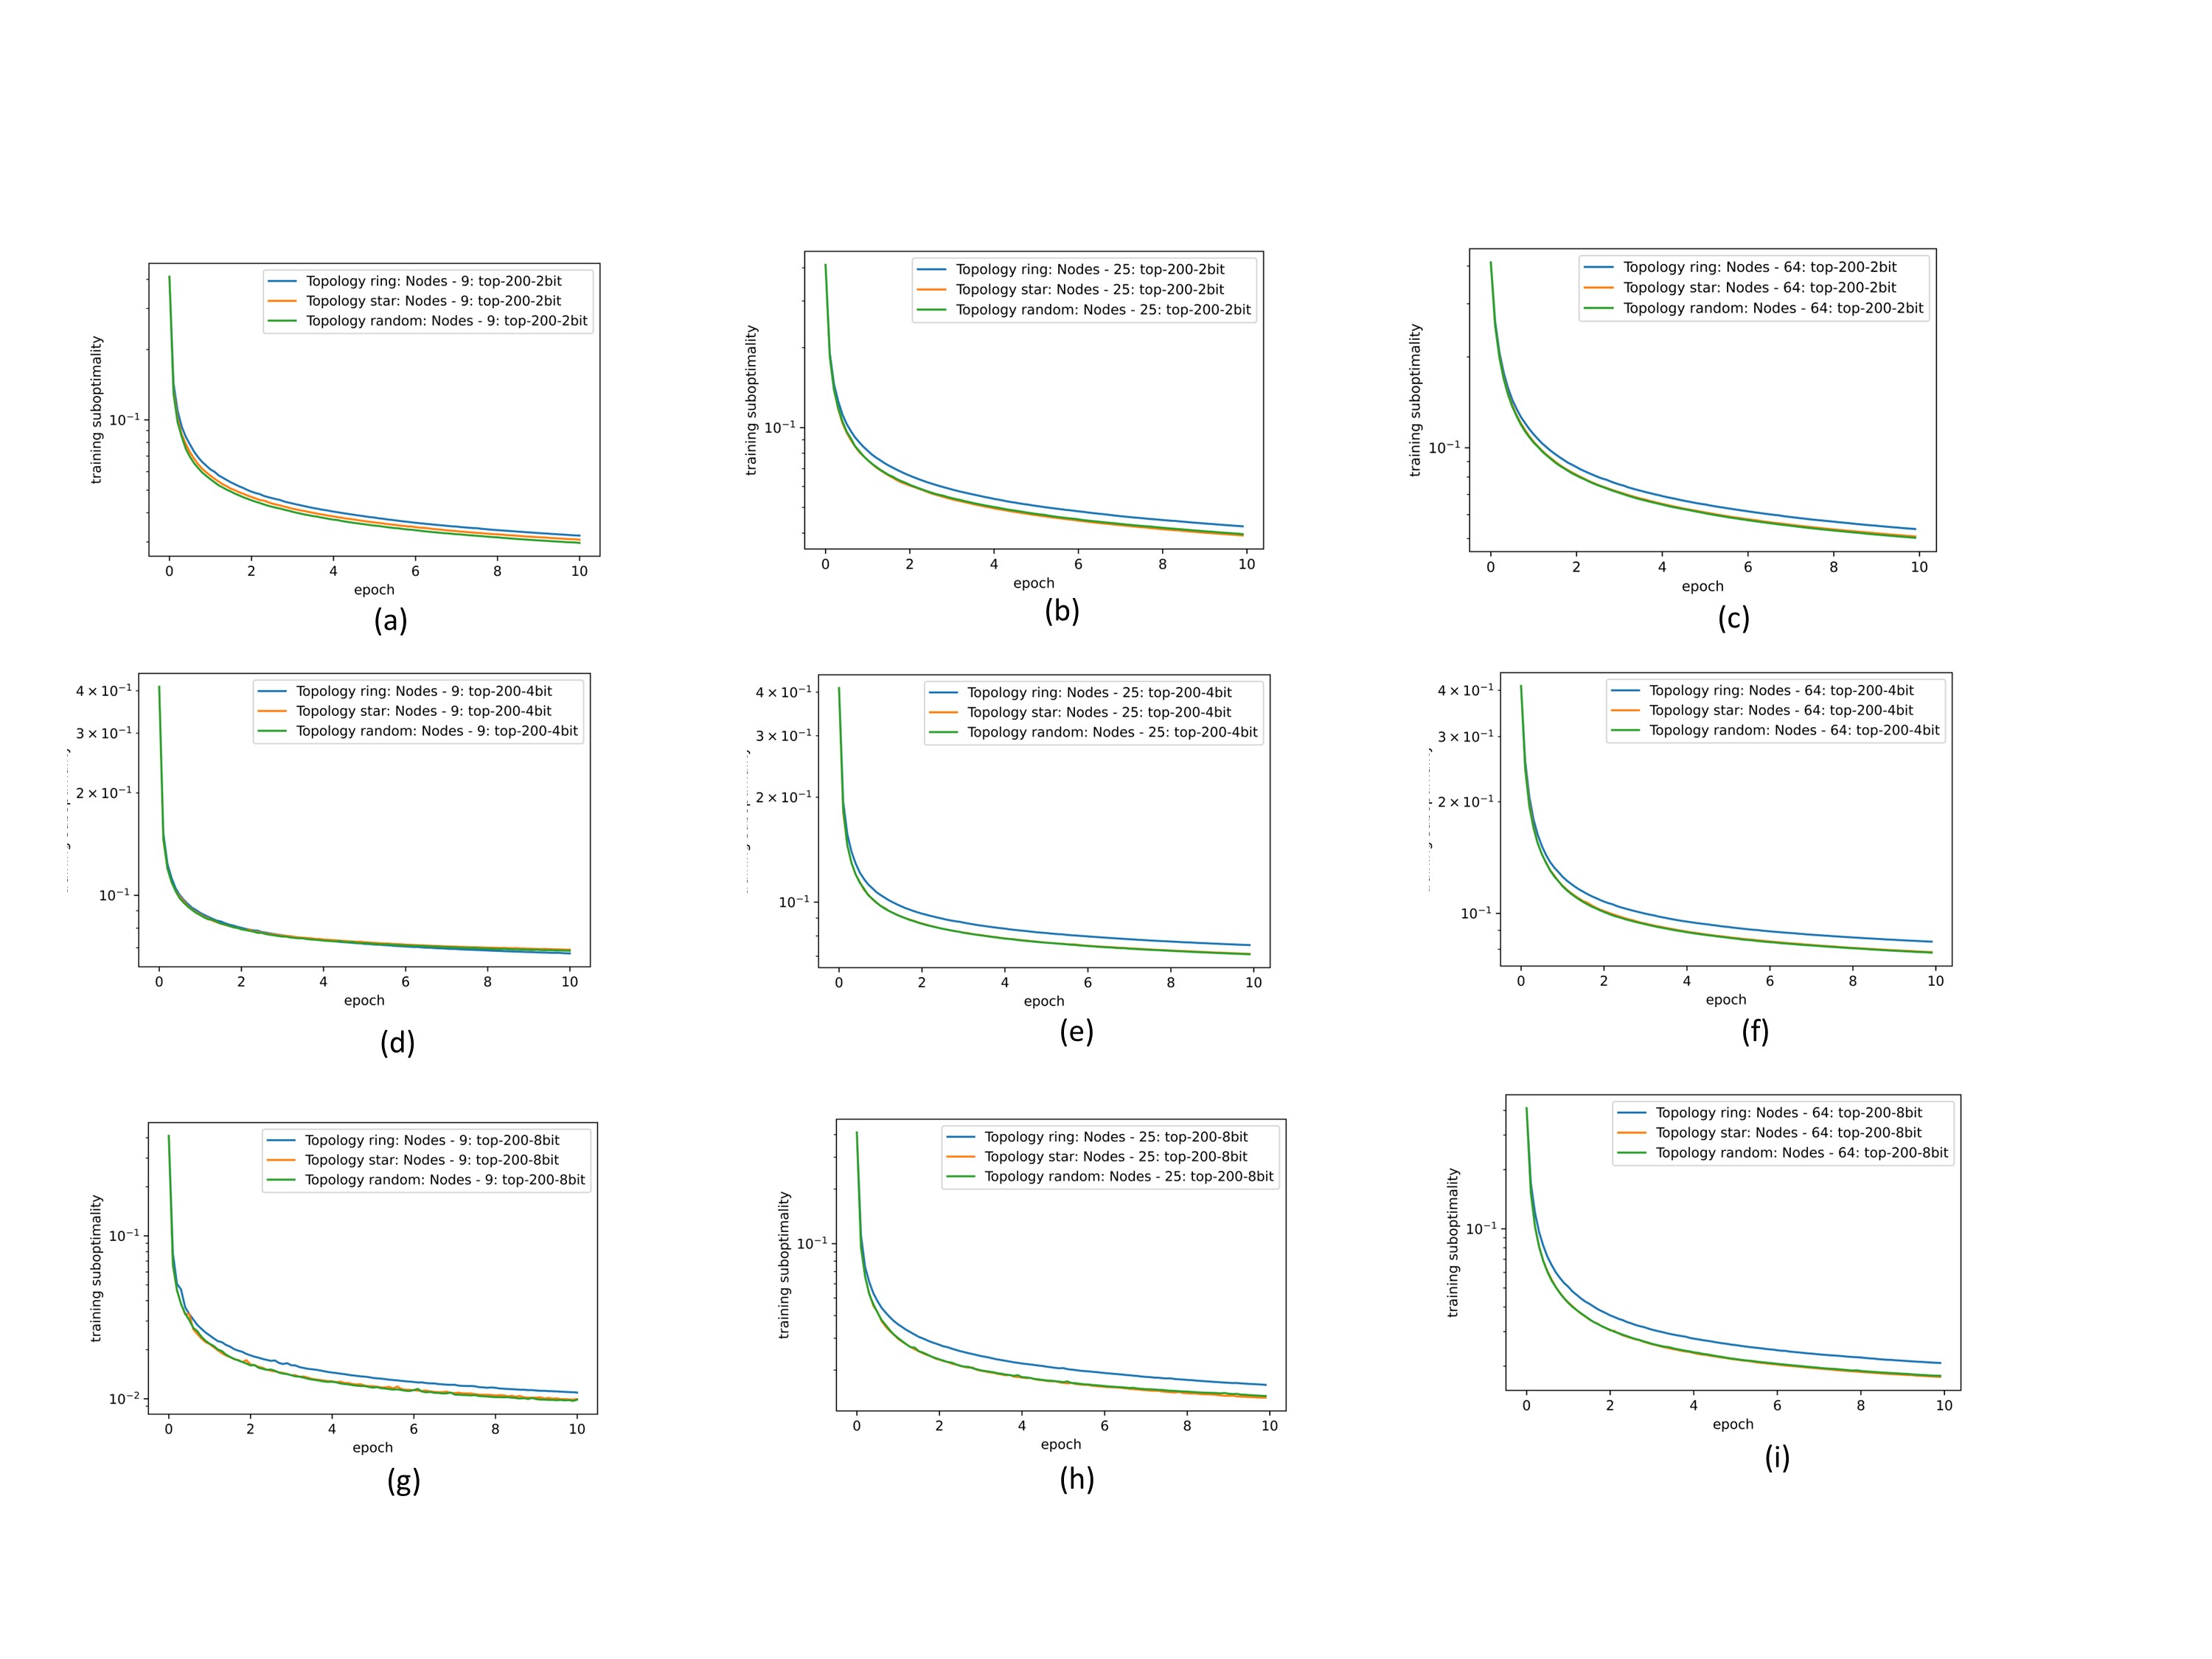 Topology ring: Nodes - 9: top-200-2bit
Topology star: Nodes - 9: top-200-2bit
Topology random: Nodes - 9: top-200-2bit
training suboptimality
10⁻¹
0 2 4 6 8 10
epoch
(a)
Topology ring: Nodes - 25: top-200-2bit
Topology star: Nodes - 25: top-200-2bit
Topology random: Nodes - 25: top-200-2bit
training suboptimality
10⁻¹
0 2 4 6 8 10
epoch
(b)
Topology ring: Nodes - 64: top-200-2bit
Topology star: Nodes - 64: top-200-2bit
Topology random: Nodes - 64: top-200-2bit
training suboptimality
10⁻¹
0 2 4 6 8 10
epoch
(c)
Topology ring: Nodes - 9: top-200-4bit
Topology star: Nodes - 9: top-200-4bit
Topology random: Nodes - 9: top-200-4bit
4 × 10⁻¹
3 × 10⁻¹
2 × 10⁻¹
10⁻¹
0 2 4 6 8 10
epoch
(d)
Topology ring: Nodes - 25: top-200-4bit
Topology star: Nodes - 25: top-200-4bit
Topology random: Nodes - 25: top-200-4bit
4 × 10⁻¹
3 × 10⁻¹
2 × 10⁻¹
10⁻¹
0 2 4 6 8 10
epoch
(e)
Topology ring: Nodes - 64: top-200-4bit
Topology star: Nodes - 64: top-200-4bit
Topology random: Nodes - 64: top-200-4bit
4 × 10⁻¹
3 × 10⁻¹
2 × 10⁻¹
10⁻¹
0 2 4 6 8 10
epoch
(f)
Topology ring: Nodes - 9: top-200-8bit
Topology star: Nodes - 9: top-200-8bit
Topology random: Nodes - 9: top-200-8bit
training suboptimality
10⁻¹
10⁻²
0 2 4 6 8 10
epoch
(g)
Topology ring: Nodes - 25: top-200-8bit
Topology star: Nodes - 25: top-200-8bit
Topology random: Nodes - 25: top-200-8bit
training suboptimality
10⁻¹
0 2 4 6 8 10
epoch
(h)
Topology ring: Nodes - 64: top-200-8bit
Topology star: Nodes - 64: top-200-8bit
Topology random: Nodes - 64: top-200-8bit
training suboptimality
10⁻¹
0 2 4 6 8 10
epoch
(i)